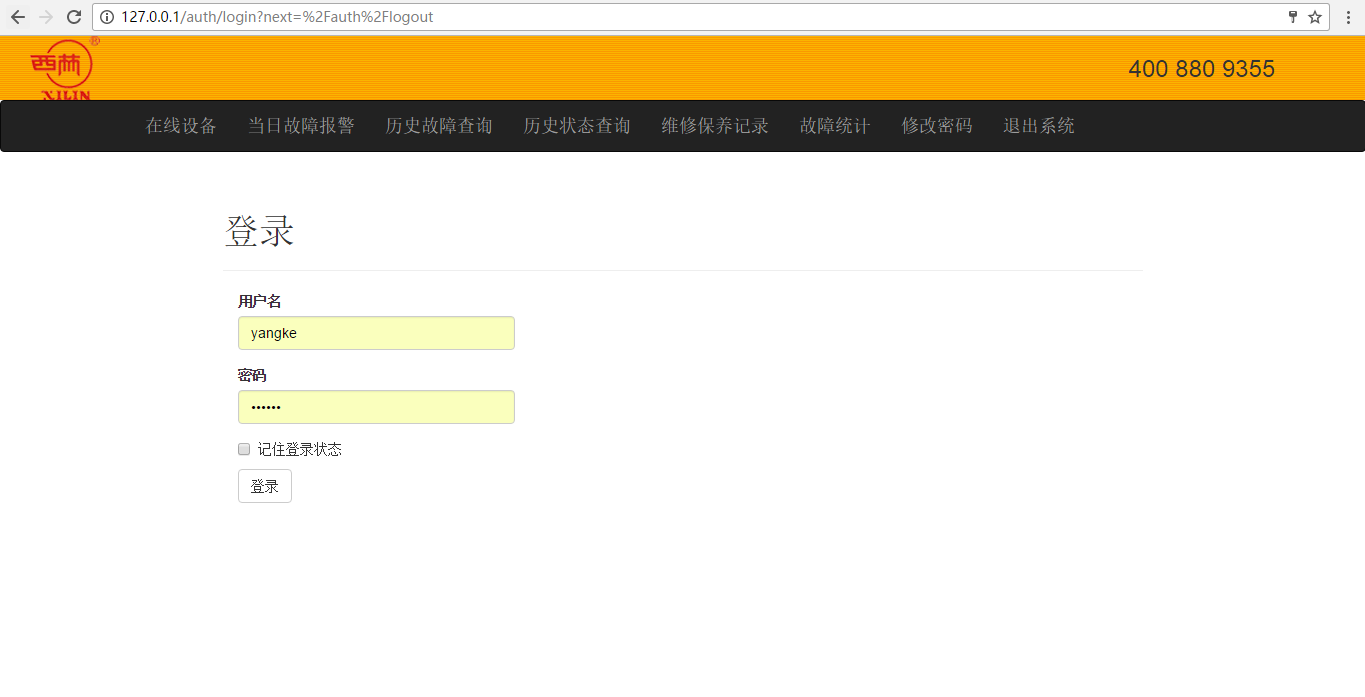 127.0.0.1/auth/login?next=%2Fauth%2Flogout
西林®
XILIN
400 880 9355
在线设备 当日故障报警 历史故障查询 历史状态查询 维修保养记录 故障统计 修改密码 退出系统
登录
用户名
yangke
密码
••••••
记住登录状态
登录